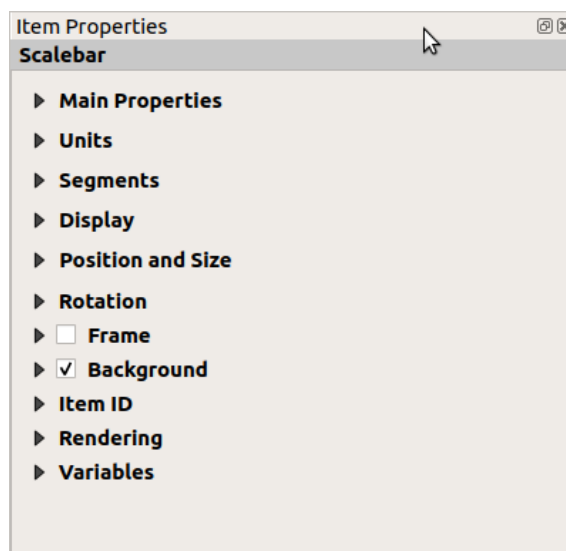 Item Properties
Scalebar
Main Properties
Units
Segments
Display
Position and Size
Rotation
Frame
Background
Item ID
Rendering
Variables